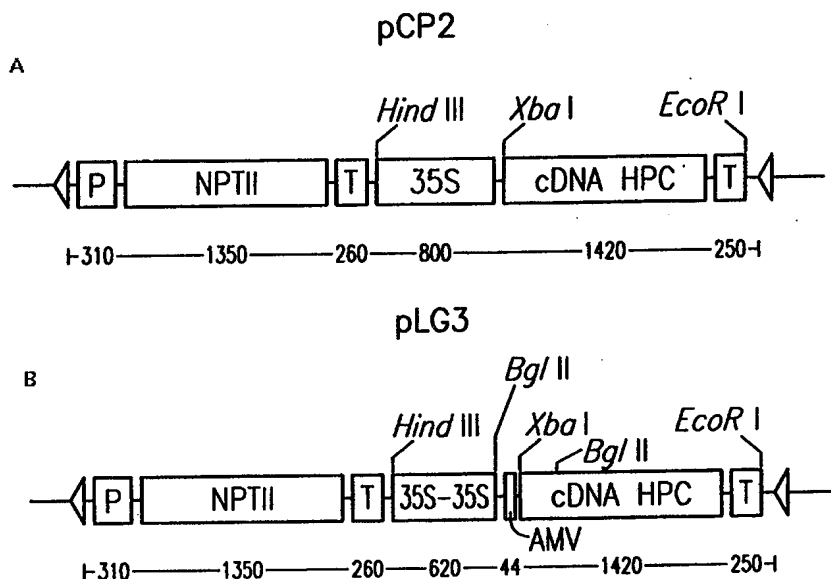 pCP2
A
Hind III
Xba I
EcoR I
P
NPTII
T
35S
cDNA HPC
T
310
1350
260
800
1420
250
pLG3
B
Bgl II
Hind III
Xba I
Bgl II
EcoR I
P
NPTII
T
35S-35S
cDNA HPC
T
AMV
310
1350
260
620
44
1420
250